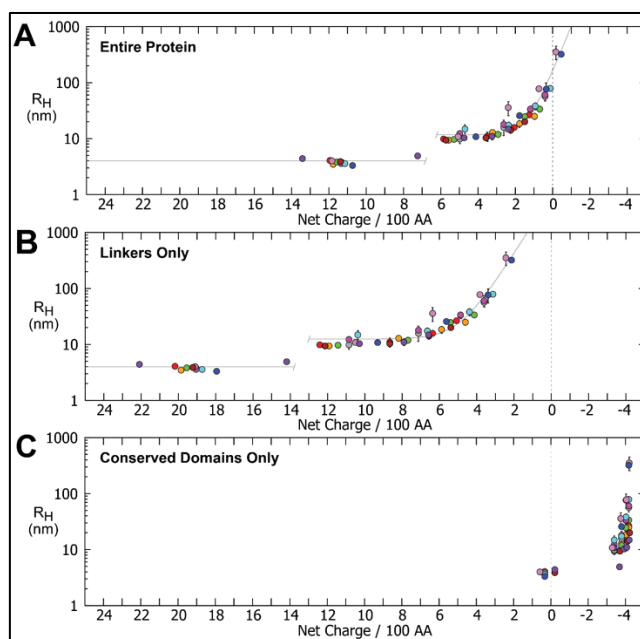 A
Entire Protein
1000
100
10
1
R_H
(nm)
24 22 20 18 16 14 12 10 8 6 4 2 0 -2 -4
Net Charge / 100 AA
B
Linkers Only
1000
100
10
1
R_H
(nm)
24 22 20 18 16 14 12 10 8 6 4 2 0 -2 -4
Net Charge / 100 AA
C
Conserved Domains Only
1000
100
10
1
R_H
(nm)
24 22 20 18 16 14 12 10 8 6 4 2 0 -2 -4
Net Charge / 100 AA